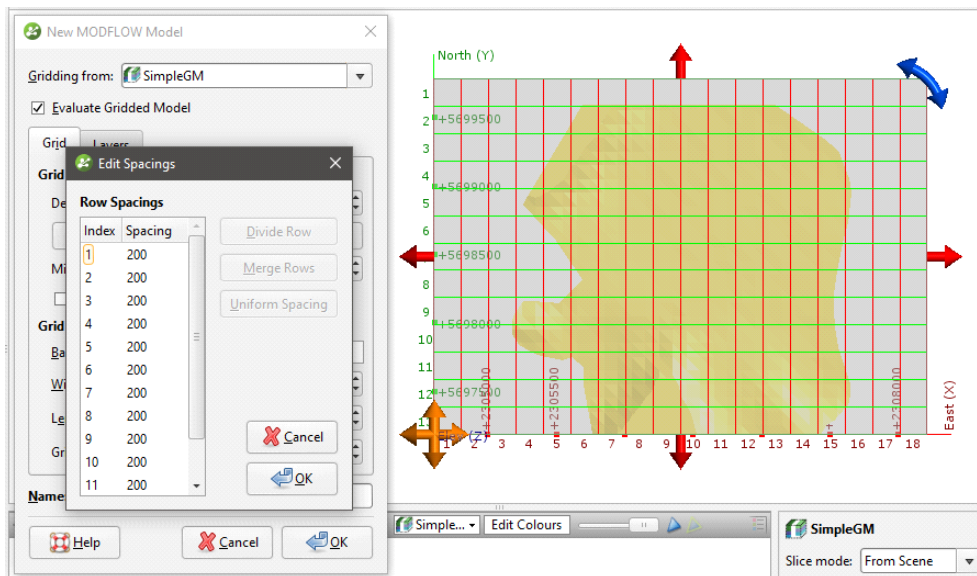 New MODFLOW Model
Gridding from: SimpleGM
Evaluate Gridded Model
Grid
Edit Spacings
Row Spacings
Index Spacing
1 200
2 200
3 200
4 200
5 200
6 200
7 200
8 200
9 200
10 200
11 200
Divide Row
Merge Rows
Uniform Spacing
Cancel
OK
Name
Help
Cancel
OK
North (Y)
1
2
3
4
5
6
7
8
9
10
11
12
+5699500
+5699000
+5698500
+5698000
+5697500
+2305000
+2305500
+2308000
East (X)
1 2 3 4 5 6 7 8 9 10 11 12 13 14 15 16 17 18
Simple...
Edit Colours
SimpleGM
Slice mode: From Scene